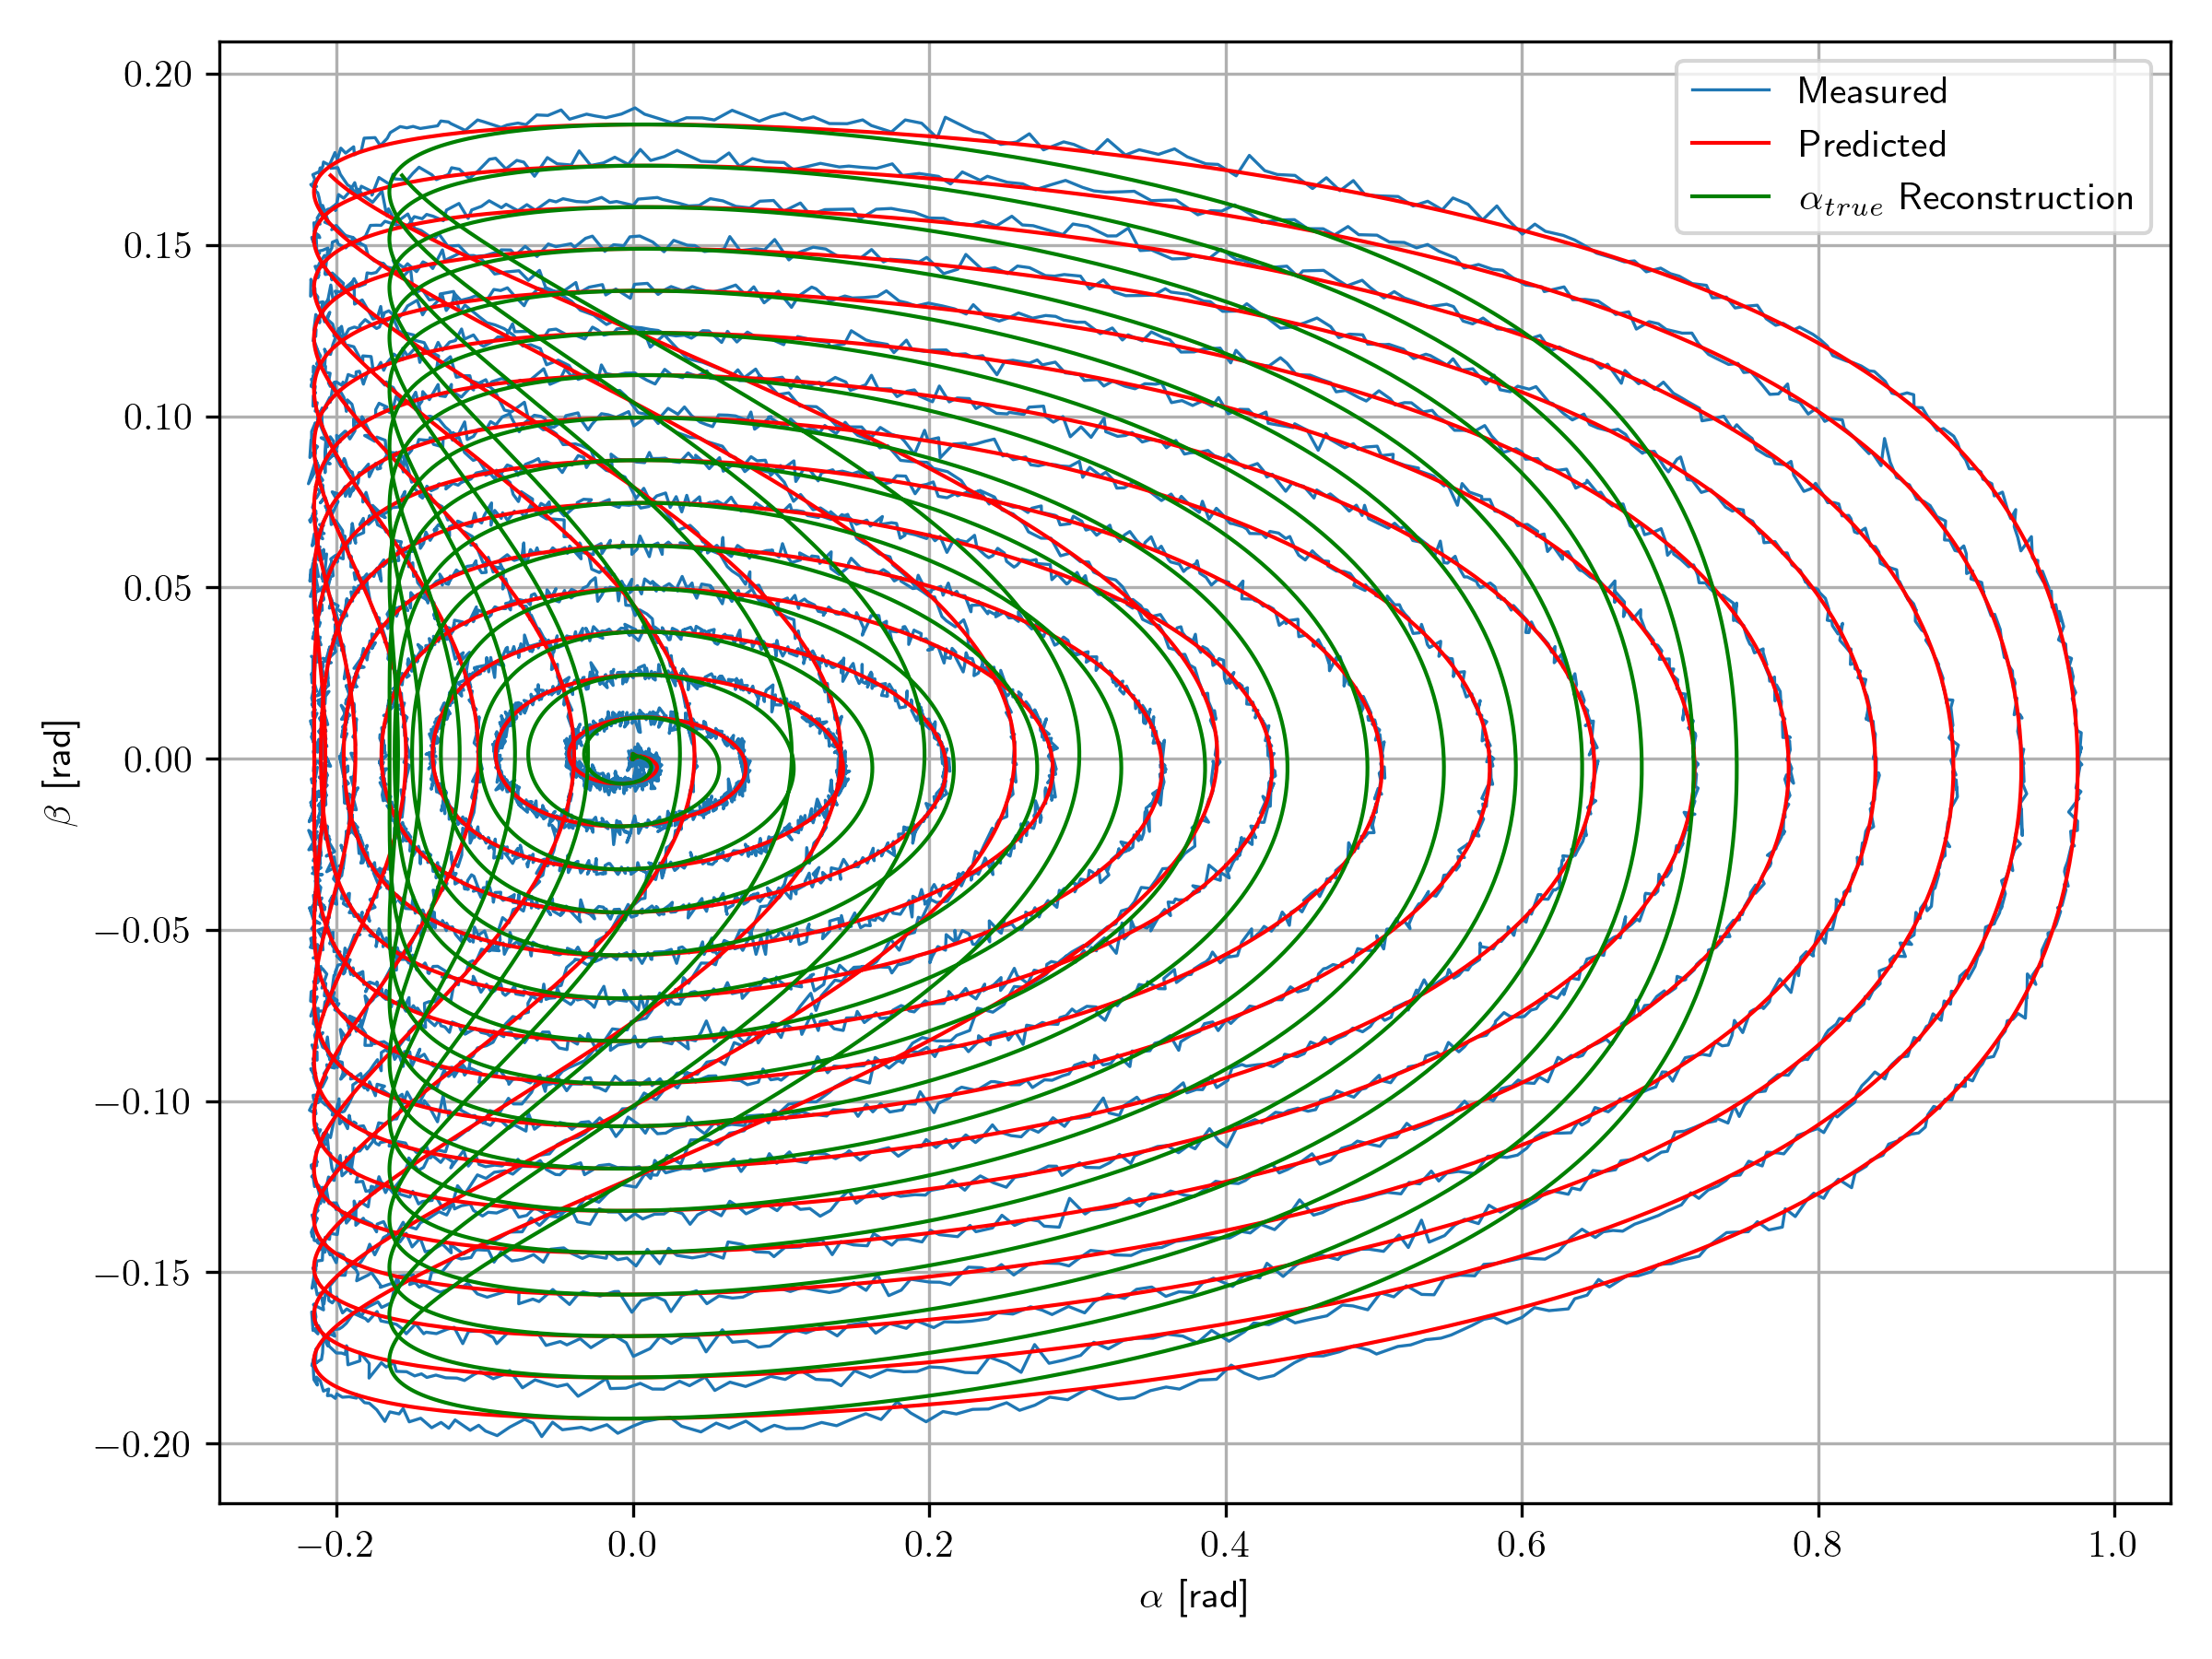 Measured
Predicted
α_true Reconstruction
0.20
0.15
0.10
0.05
0.00
−0.05
−0.10
−0.15
−0.20
β [rad]
−0.2 0.0 0.2 0.4 0.6 0.8 1.0
α [rad]